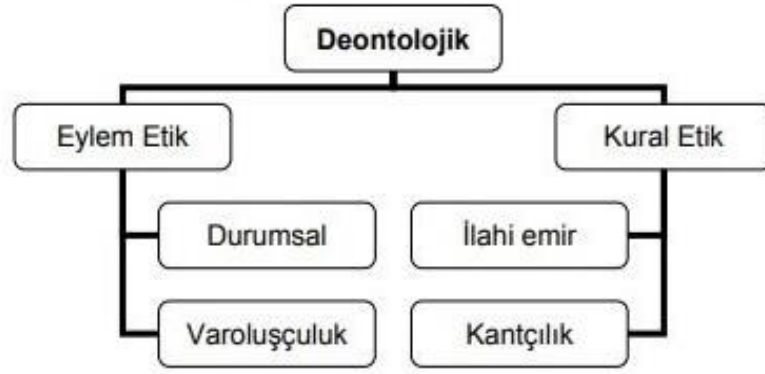 Deontolojik
Eylem Etik
Kural Etik
Durumsal
İlahi emir
Varoluşçuluk
Kantçılık